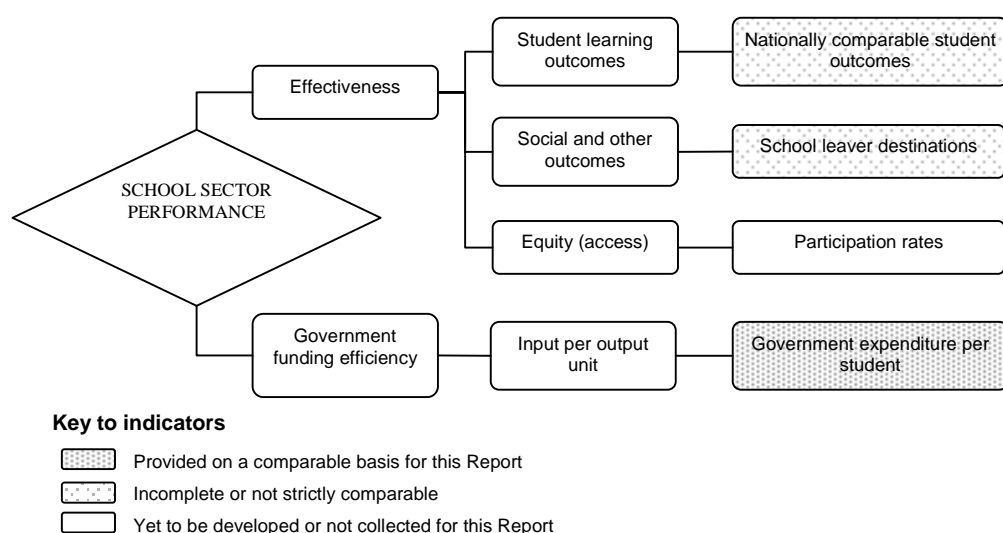 Student learning
outcomes
Nationally comparable student
outcomes
Effectiveness
Social and other
outcomes
School leaver destinations
SCHOOL SECTOR
PERFORMANCE
Equity (access)
Participation rates
Government
funding efficiency
Input per output
unit
Government expenditure per
student
Key to indicators
Provided on a comparable basis for this Report
Incomplete or not strictly comparable
Yet to be developed or not collected for this Report